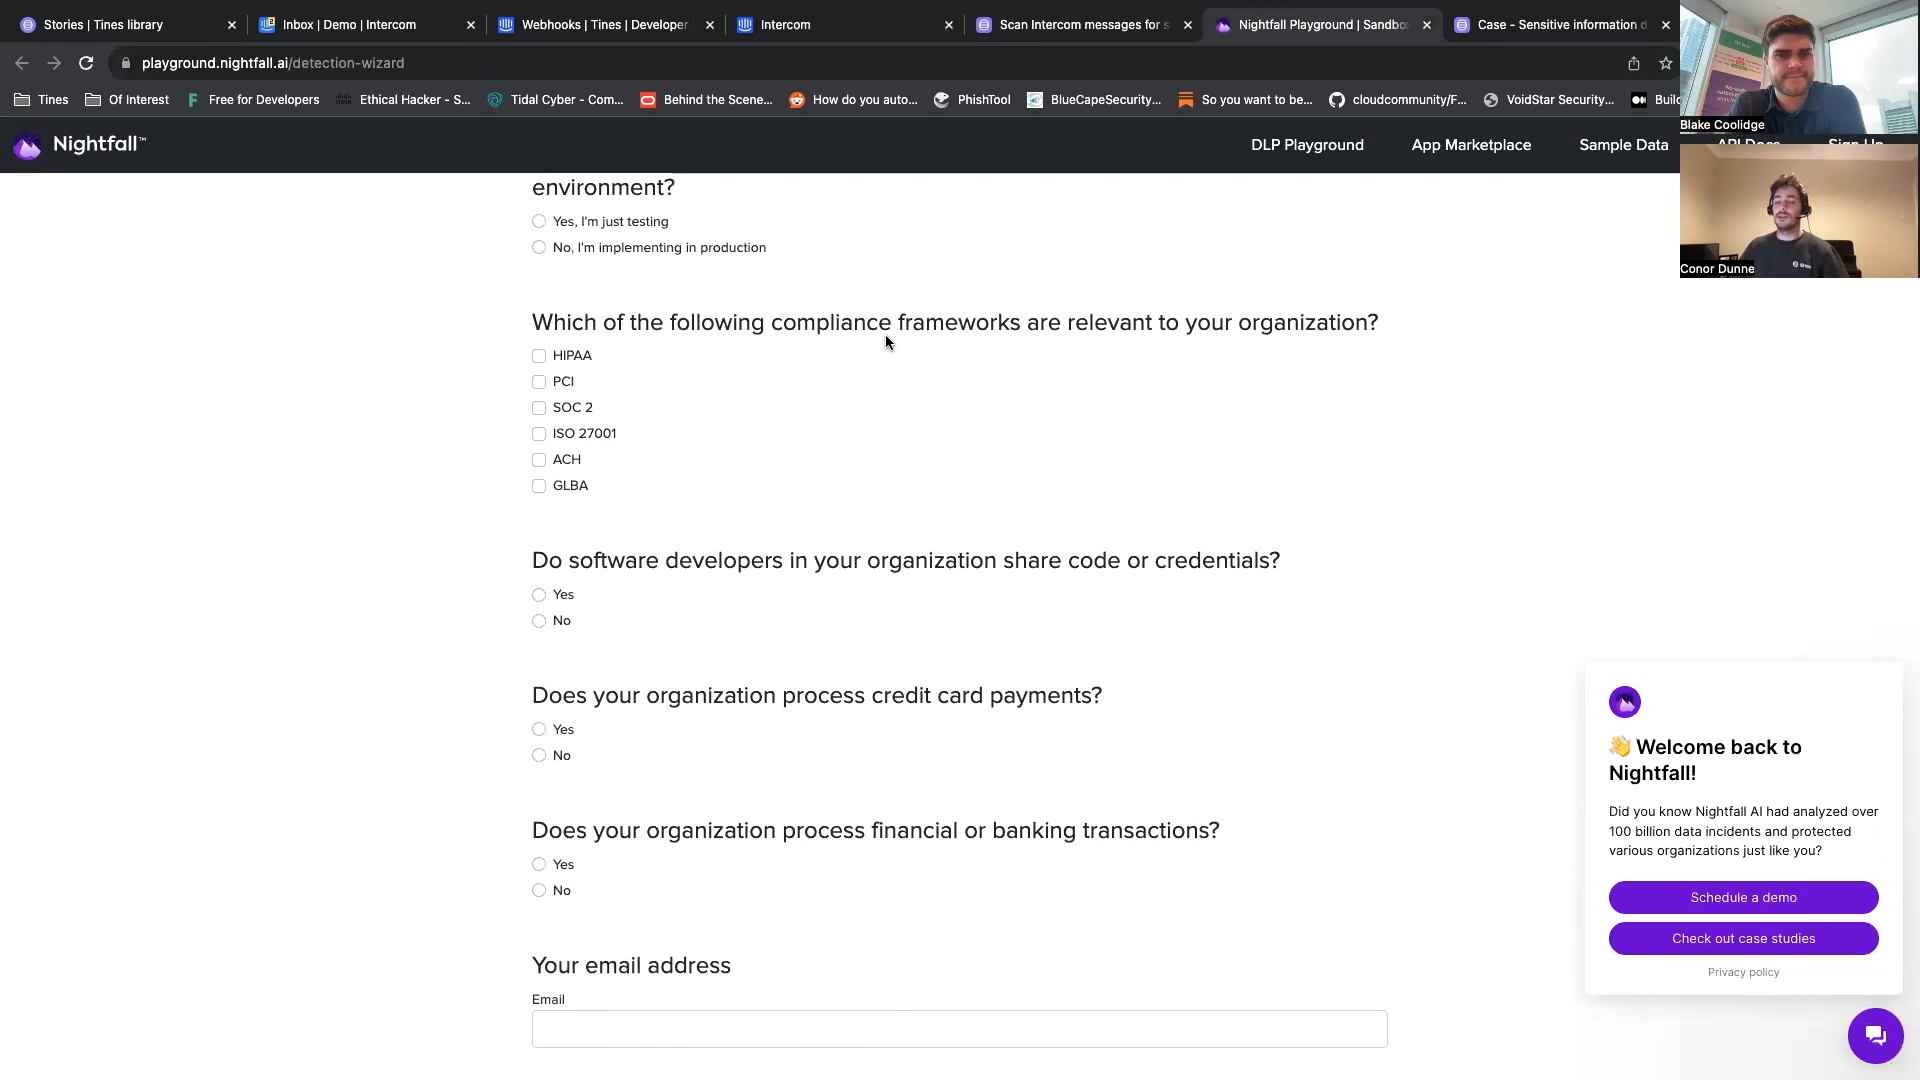 Stories | Tines library
Inbox | Demo | Intercom
Webhooks | Tines | Developer
Intercom
Scan Intercom messages for s
Nightfall Playground | Sandbo
Case - Sensitive information d
playground.nightfall.ai/detection-wizard
Tines
Of Interest
Free for Developers
Ethical Hacker - S...
Tidal Cyber - Com...
Behind the Scene...
How do you auto...
PhishTool
BlueCapeSecurity...
So you want to be...
cloudcommunity/F...
VoidStar Security...
Build
Blake Coolidge
Nightfall™
DLP Playground
App Marketplace
Sample Data
API Docs
Sign Up
Conor Dunne
environment?
Yes, I'm just testing
No, I'm implementing in production
Which of the following compliance frameworks are relevant to your organization?
HIPAA
PCI
SOC 2
ISO 27001
ACH
GLBA
Do software developers in your organization share code or credentials?
Yes
No
Does your organization process credit card payments?
Yes
No
Does your organization process financial or banking transactions?
Yes
No
Your email address
Email
👋 Welcome back to
Nightfall!
Did you know Nightfall AI had analyzed over
100 billion data incidents and protected
various organizations just like you?
Schedule a demo
Check out case studies
Privacy policy